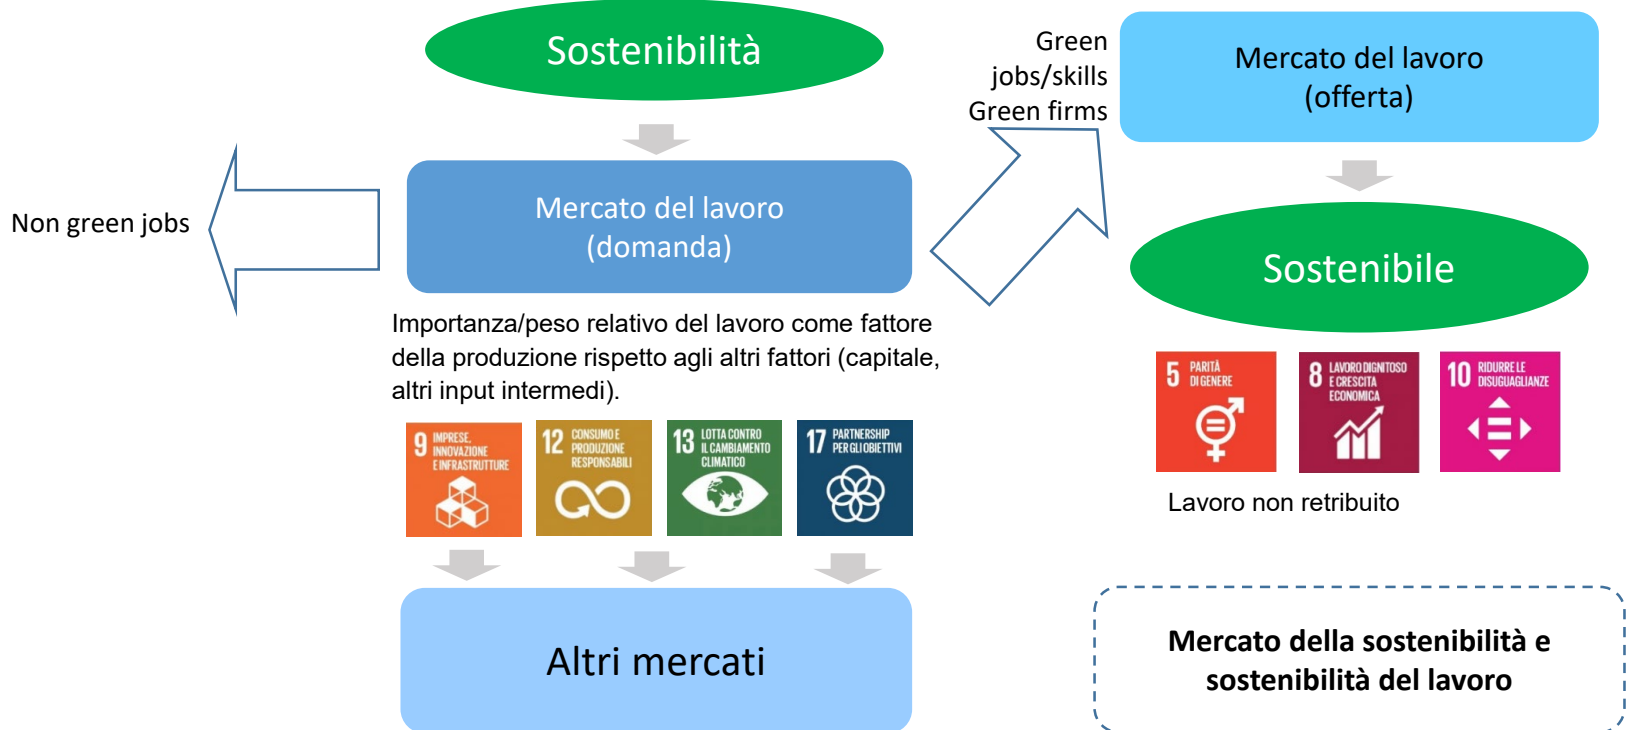 Sostenibilità
Green
jobs/skills
Green firms
Mercato del lavoro
(offerta)
Non green jobs
Mercato del lavoro
(domanda)
Sostenibile
Importanza/peso relativo del lavoro come fattore
della produzione rispetto agli altri fattori (capitale,
altri input intermedi).
5 PARITÀ
DI GENERE
8 LAVORO DIGNITOSO
E CRESCITA
ECONOMICA
10 RIDURRE LE
DISUGUAGLIANZE
9 IMPRESE,
INNOVAZIONE
E INFRASTRUTTURE
12 CONSUMO E
PRODUZIONE
RESPONSABILI
13 LOTTA CONTRO
IL CAMBIAMENTO
CLIMATICO
17 PARTNERSHIP
PER GLI OBIETTIVI
Lavoro non retribuito
Altri mercati
Mercato della sostenibilità e
sostenibilità del lavoro